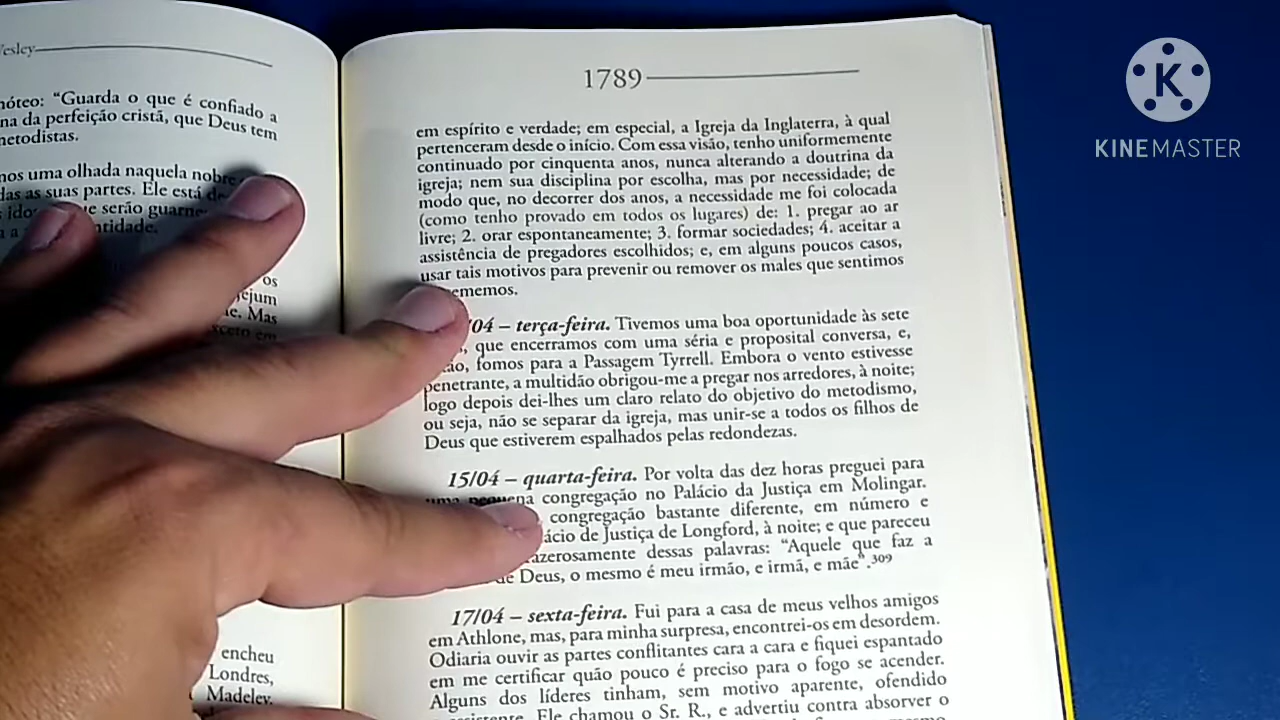 Wesley
"Guarda o que é confiado a
na da perfeição cristã, que Deus tem
metodistas.
nos uma olhada naquela
das as suas partes. Ele está
serão
os
jejum
Mas
exceto em
encheu
Londres,
Madeley.
1789
em espírito e verdade; em especial, a Igreja da Inglaterra, à qual
pertenceram desde o início. Com essa visão, tenho uniformemente
continuado por cinquenta anos, nunca alterando a doutrina da
igreja; nem sua disciplina por escolha, mas por necessidade; de
modo que, no decorrer dos anos, a necessidade me foi colocada
(como tenho provado em todos os lugares) de: 1. pregar ao ar
livre; 2. orar espontaneamente; 3. formar sociedades; 4. aceitar a
assistência de pregadores escolhidos; e, em alguns poucos casos,
usar tais motivos para prevenir ou remover os males que sentimos
/04 – terça-feira. Tivemos uma boa oportunidade às sete
que encerramos com uma séria e proposital conversa, e,
fomos para a Passagem Tyrrell. Embora o vento estivesse
penetrante, a multidão obrigou-me a pregar nos arredores, à noite;
logo depois dei-lhes um claro relato do objetivo do metodismo,
ou seja, não se separar da igreja, mas unir-se a todos os filhos de
Deus que estiverem espalhados pelas redondezas.
15/04 – quarta-feira. Por volta das dez horas preguei para
uma pequena congregação no Palácio da Justiça em Molingar.
congregação bastante diferente, em número e
ácio de Justiça de Longford, à noite; e que pareceu
azerosamente dessas palavras: "Aquele que faz a
de Deus, o mesmo é meu irmão, e irmã, e mãe".309
17/04 – sexta-feira. Fui para a casa de meus velhos amigos
em Athlone, mas, para minha surpresa, encontrei-os em desordem.
Odiaria ouvir as partes conflitantes cara a cara e fiquei espantado
em me certificar quão pouco é preciso para o fogo se acender.
Alguns dos líderes tinham, sem motivo aparente, ofendido
Ele chamou o Sr. R., e advertiu contra absorver o
K
KINEMASTER